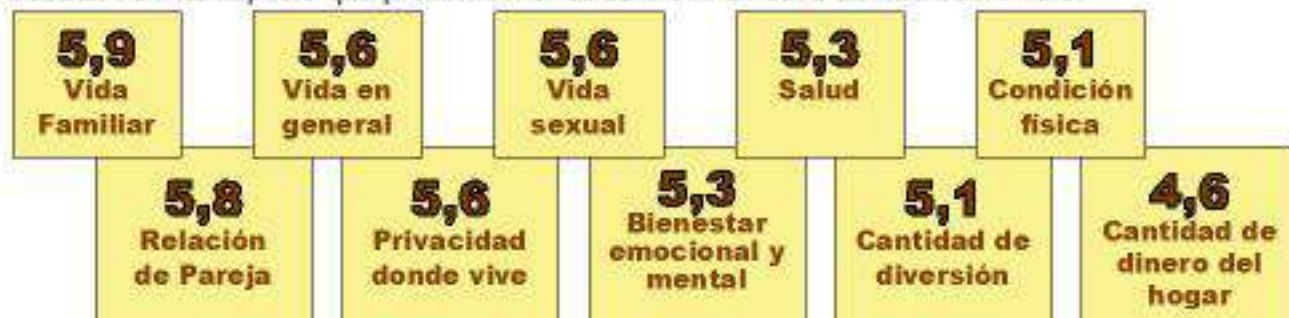 5,9
Vida
Familiar
5,8
Relación
de Pareja
5,6
Vida en
general
5,6
Privacidad
donde vive
5,6
Vida
sexual
5,3
Bienestar
emocional y
mental
5,3
Salud
5,1
Cantidad de
diversión
5,1
Condición
física
4,6
Cantidad de
dinero del
hogar